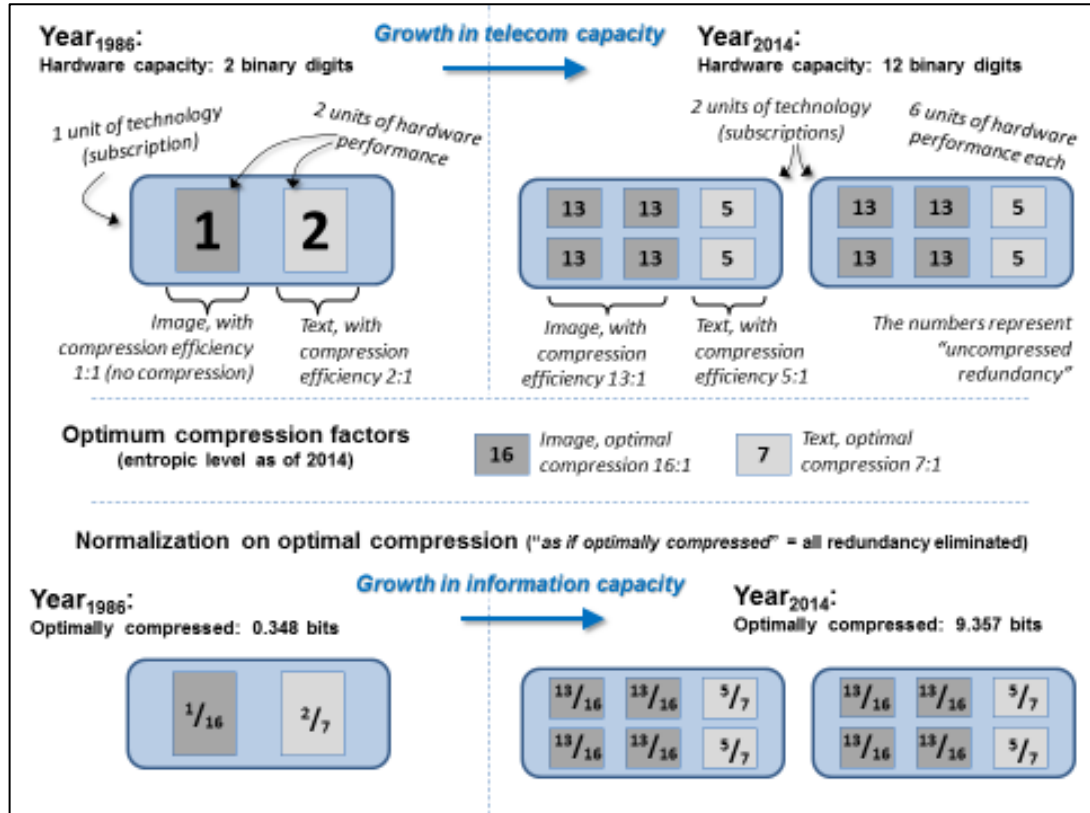 Year1986:
Hardware capacity: 2 binary digits
Growth in telecom capacity
Year2014:
Hardware capacity: 12 binary digits
1 unit of technology
(subscription)
2 units of hardware
performance
2 units of technology
(subscriptions)
6 units of hardware
performance each
1
2
13 13 5
13 13 5
13 13 5
13 13 5
Image, with
compression efficiency
1:1 (no compression)
Text, with
compression
efficiency 2:1
Image, with
compression
efficiency 13:1
Text, with
compression
efficiency 5:1
The numbers represent
“uncompressed
redundancy”
Optimum compression factors
(entropic level as of 2014)
16
Image, optimal
compression 16:1
7
Text, optimal
compression 7:1
Normalization on optimal compression (“as if optimally compressed” = all redundancy eliminated)
Growth in information capacity
Year1986:
Optimally compressed: 0.348 bits
Year2014:
Optimally compressed: 9.357 bits
1/16
2/7
13/16 13/16 5/7
13/16 13/16 5/7
13/16 13/16 5/7
13/16 13/16 5/7